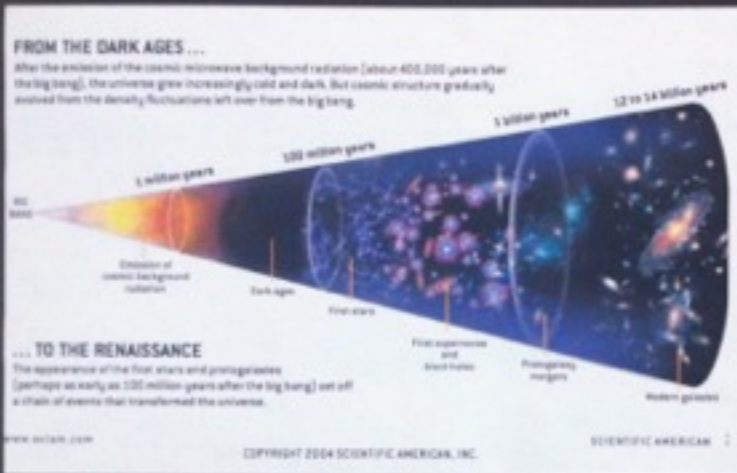 FROM THE DARK AGES ...
After the emission of the cosmic microwave background radiation (about 400,000 years after
the big bang), the universe grew increasingly cold and dark. But cosmic structure gradually
evolved from the density fluctuations left over from the big bang.
12 to 14 billion years
1 billion years
100 million years
1 million years
BIG
BANG
Emission of
cosmic background
radiation
Dark ages
First stars
First supernovae
and
black holes
Protogalaxy
mergers
Modern galaxies
... TO THE RENAISSANCE
The appearance of the first stars and protogalaxies
(perhaps as early as 100 million years after the big bang) set off
a chain of events that transformed the universe.
www.sciam.com
SCIENTIFIC AMERICAN
COPYRIGHT 2004 SCIENTIFIC AMERICAN, INC.